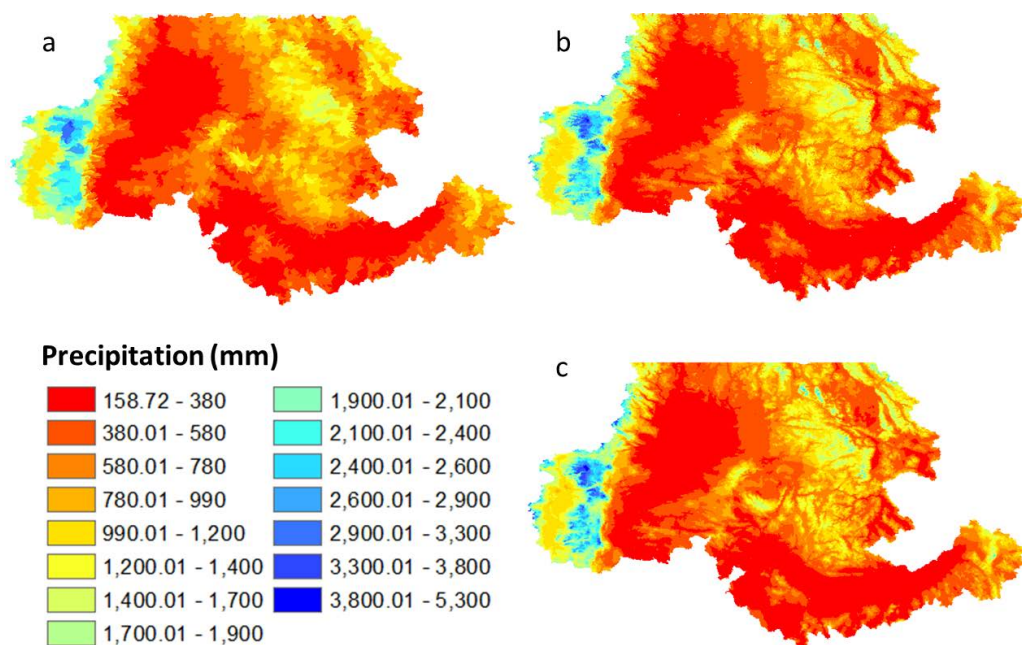 a
b
Precipitation (mm)
158.72 - 380
380.01 - 580
580.01 - 780
780.01 - 990
990.01 - 1,200
1,200.01 - 1,400
1,400.01 - 1,700
1,700.01 - 1,900
1,900.01 - 2,100
2,100.01 - 2,400
2,400.01 - 2,600
2,600.01 - 2,900
2,900.01 - 3,300
3,300.01 - 3,800
3,800.01 - 5,300
c